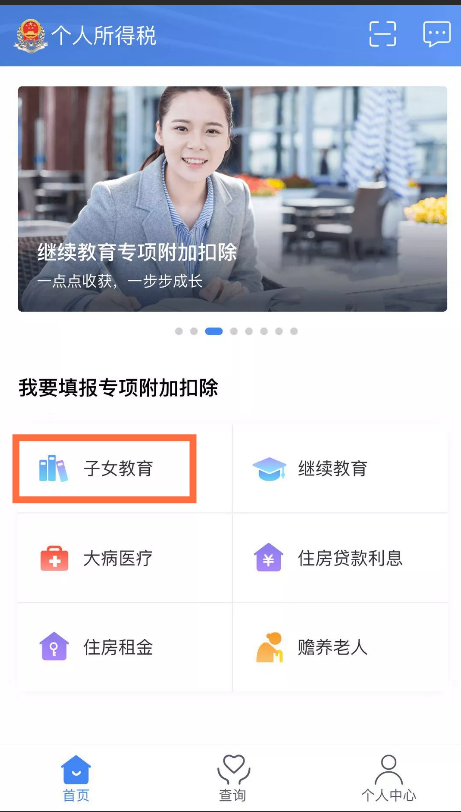 个人所得税
继续教育专项附加扣除
一点点收获，一步步成长
我要填报专项附加扣除
子女教育
继续教育
大病医疗
住房贷款利息
住房租金
赡养老人
首页
查询
个人中心